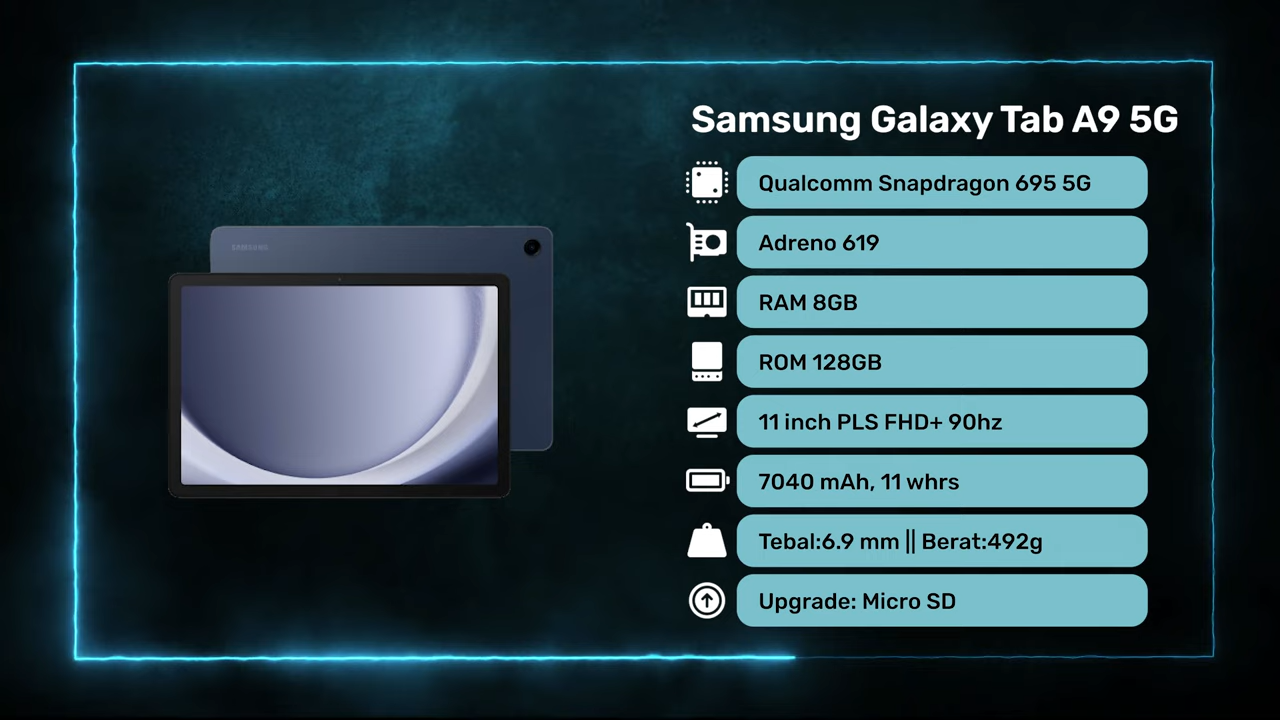 Samsung Galaxy Tab A9 5G
Qualcomm Snapdragon 695 5G
Adreno 619
RAM 8GB
ROM 128GB
11 inch PLS FHD+ 90hz
7040 mAh, 11 whrs
Tebal:6.9 mm || Berat:492g
Upgrade: Micro SD
SAMSUNG